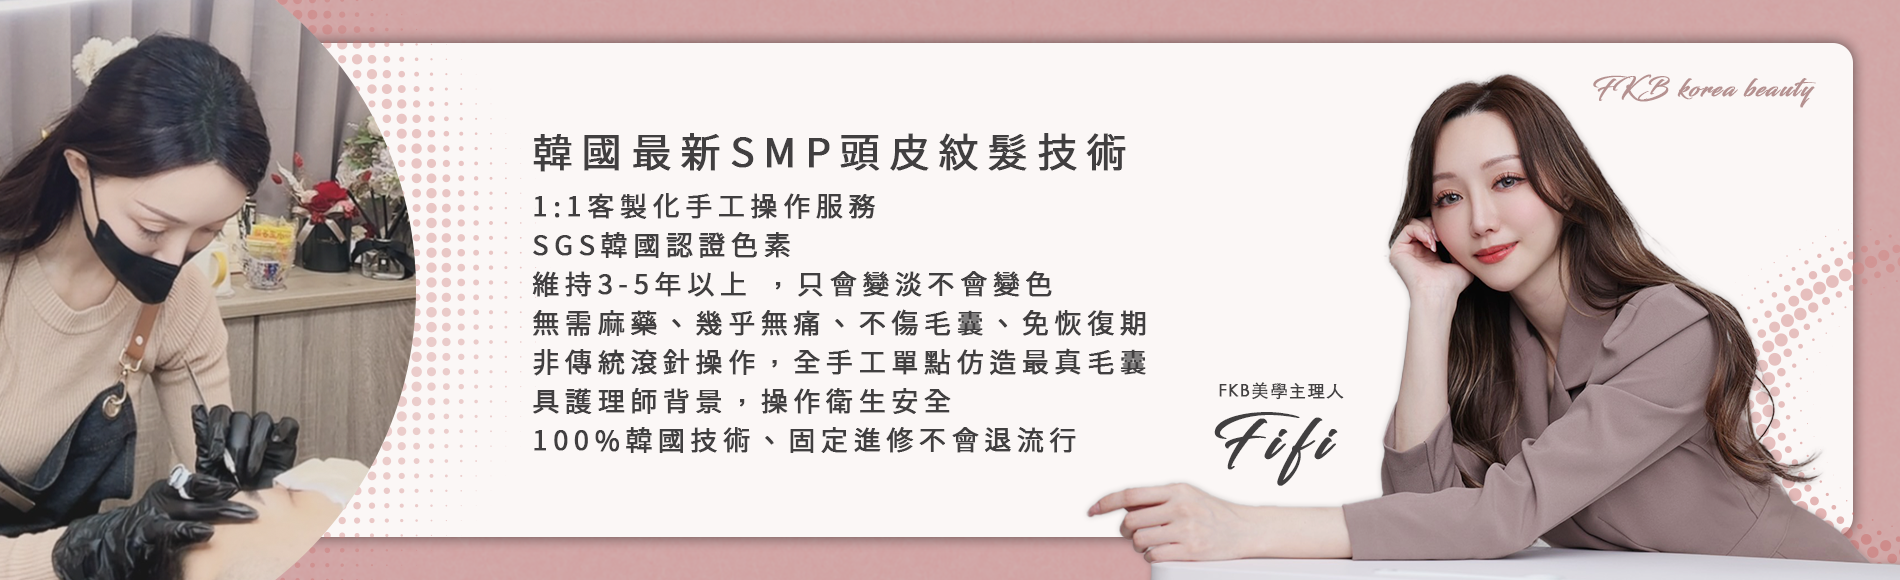 FKB korea beauty
韓國最新SMP頭皮紋髮技術
1:1客製化手工操作服務
SGS韓國認證色素
維持3-5年以上 ，只會變淡不會變色
無需麻藥、幾乎無痛、不傷毛囊、免恢復期
非傳統滾針操作，全手工單點仿造最真毛囊
具護理師背景，操作衛生安全
100%韓國技術、固定進修不會退流行
FKB美學主理人
Fifi